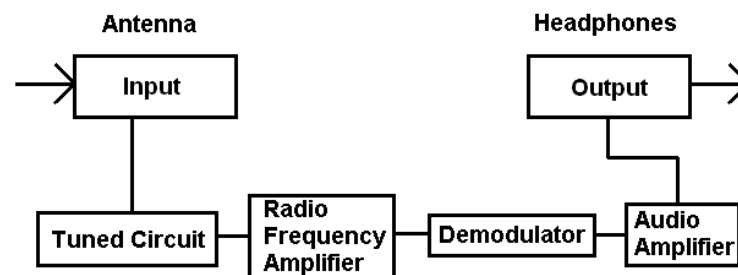 Antenna
Headphones
Input
Output
Tuned Circuit
Radio
Frequency
Amplifier
Demodulator
Audio
Amplifier